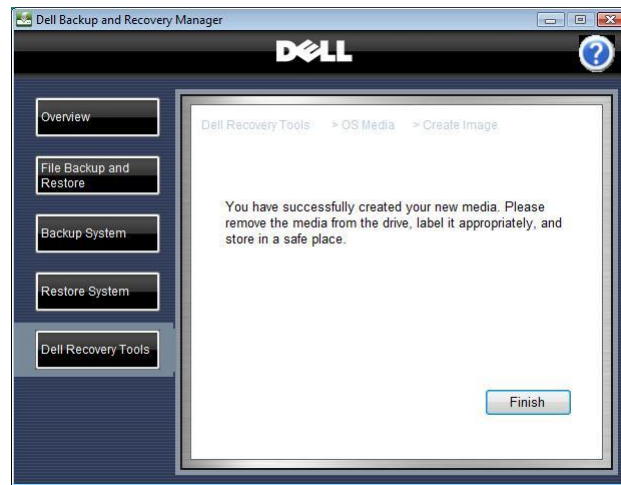 Dell Backup and Recovery Manager
DELL
?
Overview
File Backup and
Restore
Backup System
Restore System
Dell Recovery Tools
Dell Recovery Tools > OS Media > Create Image
You have successfully created your new media. Please
remove the media from the drive, label it appropriately, and
store in a safe place.
Finish